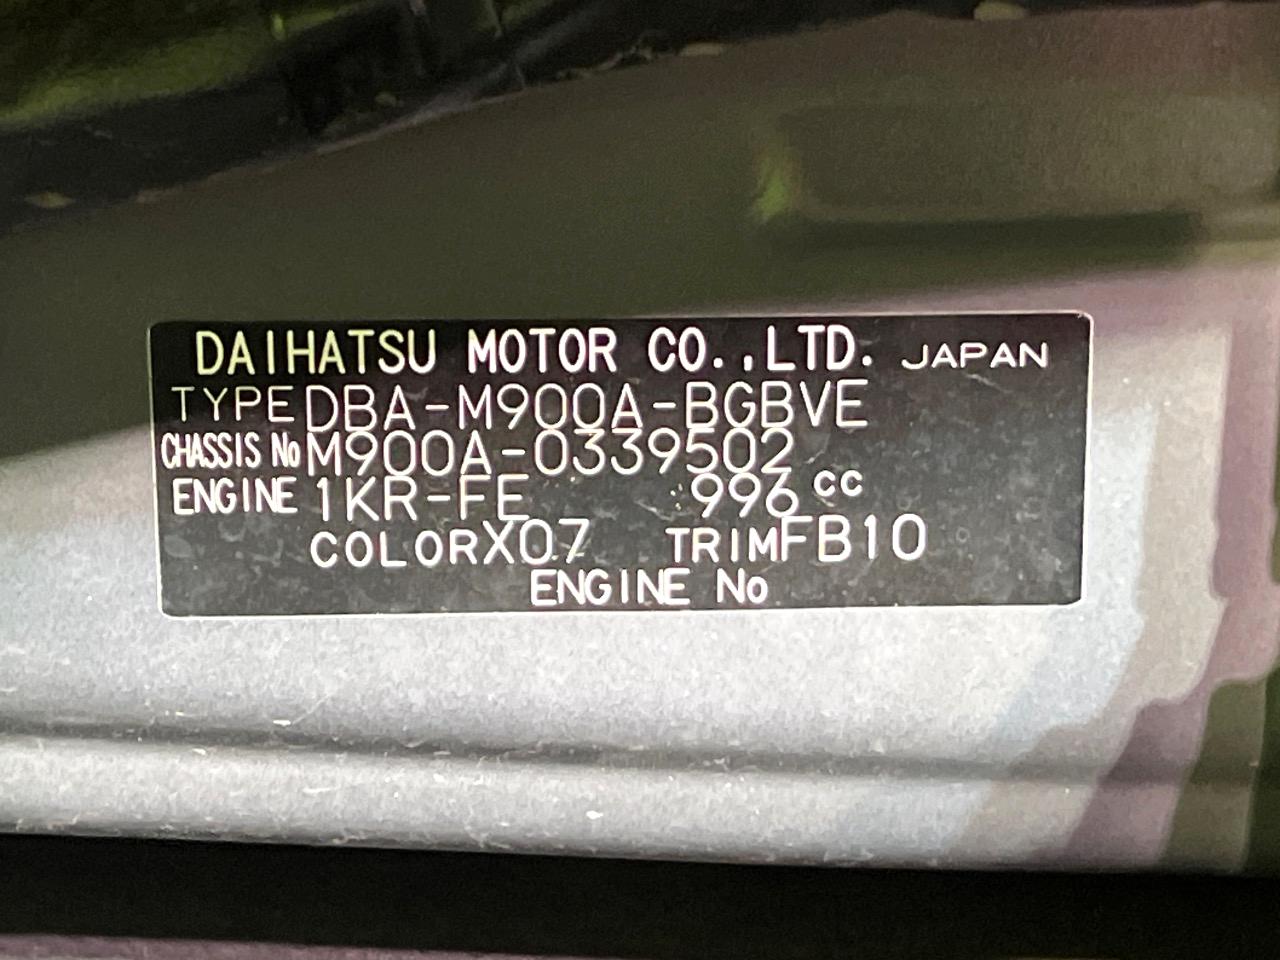 DAIHATSU MOTOR CO.,LTD. JAPAN
TYPE DBA-M900A-BGBVE
CHASSIS No M900A-0339502
ENGINE 1KR-FE 996 cc
COLOR X07 TRIM FB10
ENGINE No